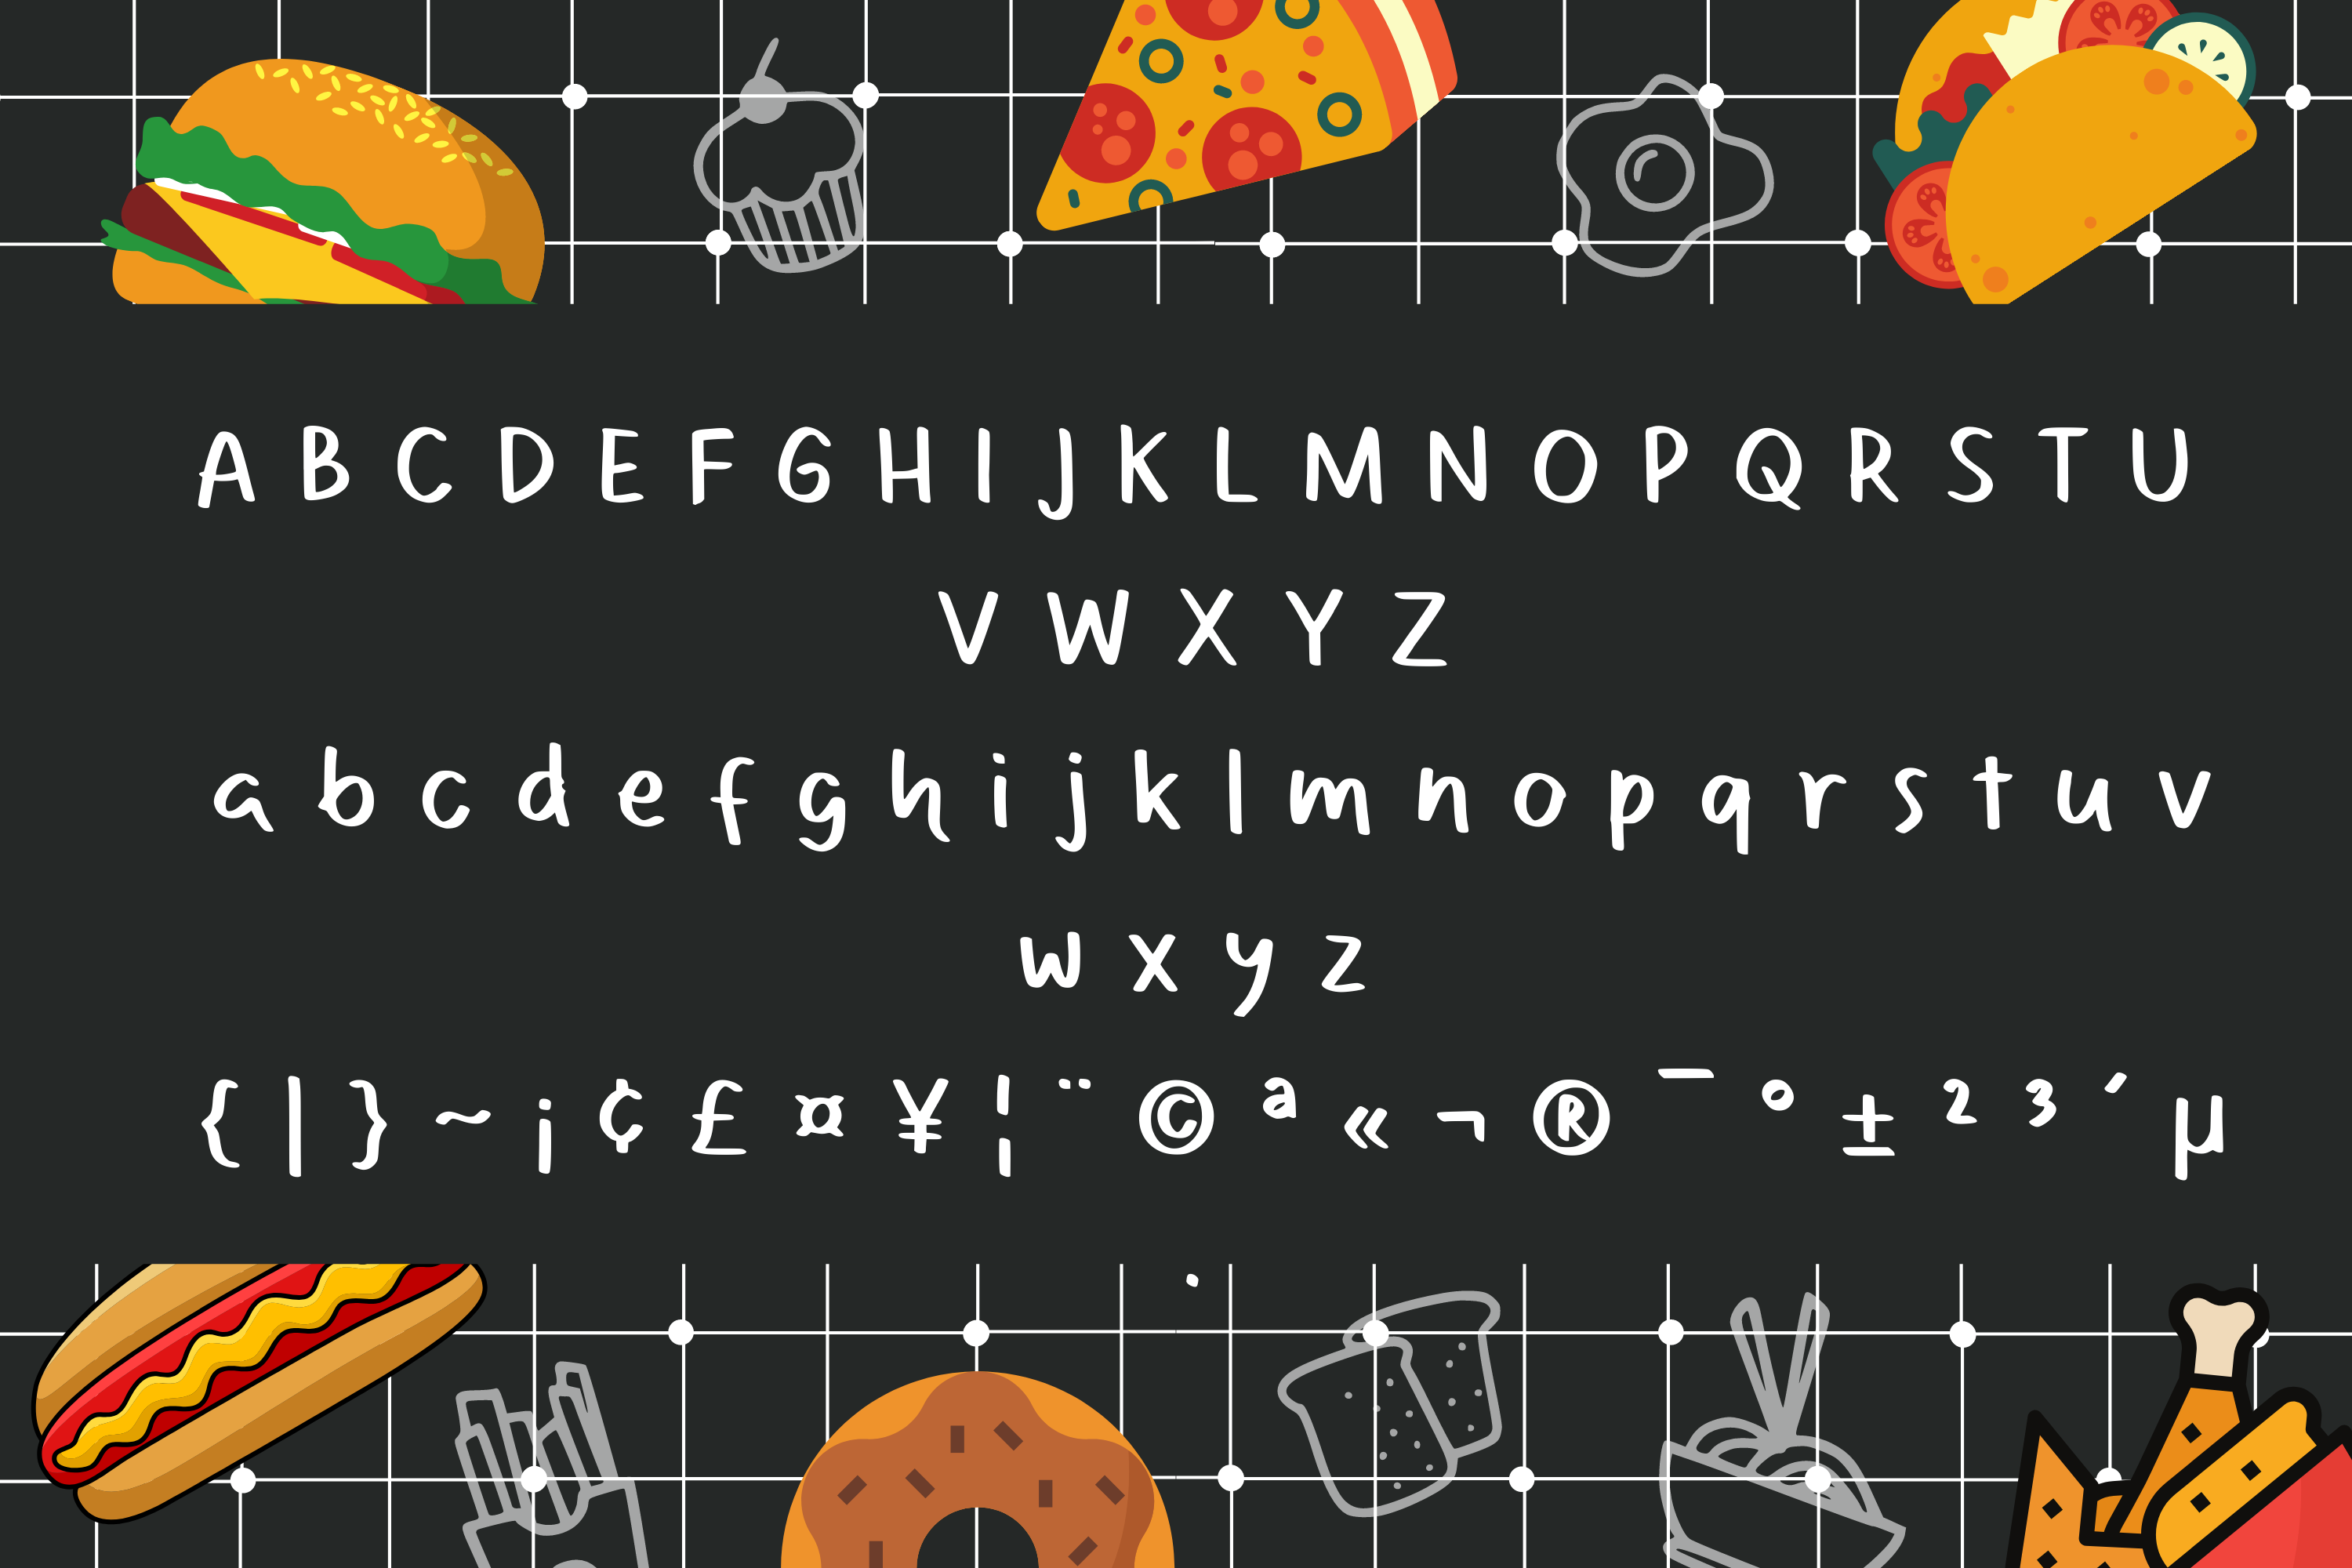 A B C D E F G H I J K L M N O P Q R S T U
V W X Y Z
a b c d e f g h i j k l m n o p q r s t u v
w x y z
{ | } ~ ¡ ¢ £ ¤ ¥ ¦ ¨ © ª « ¬ ® ¯ ° ± ² ³ ´ µ